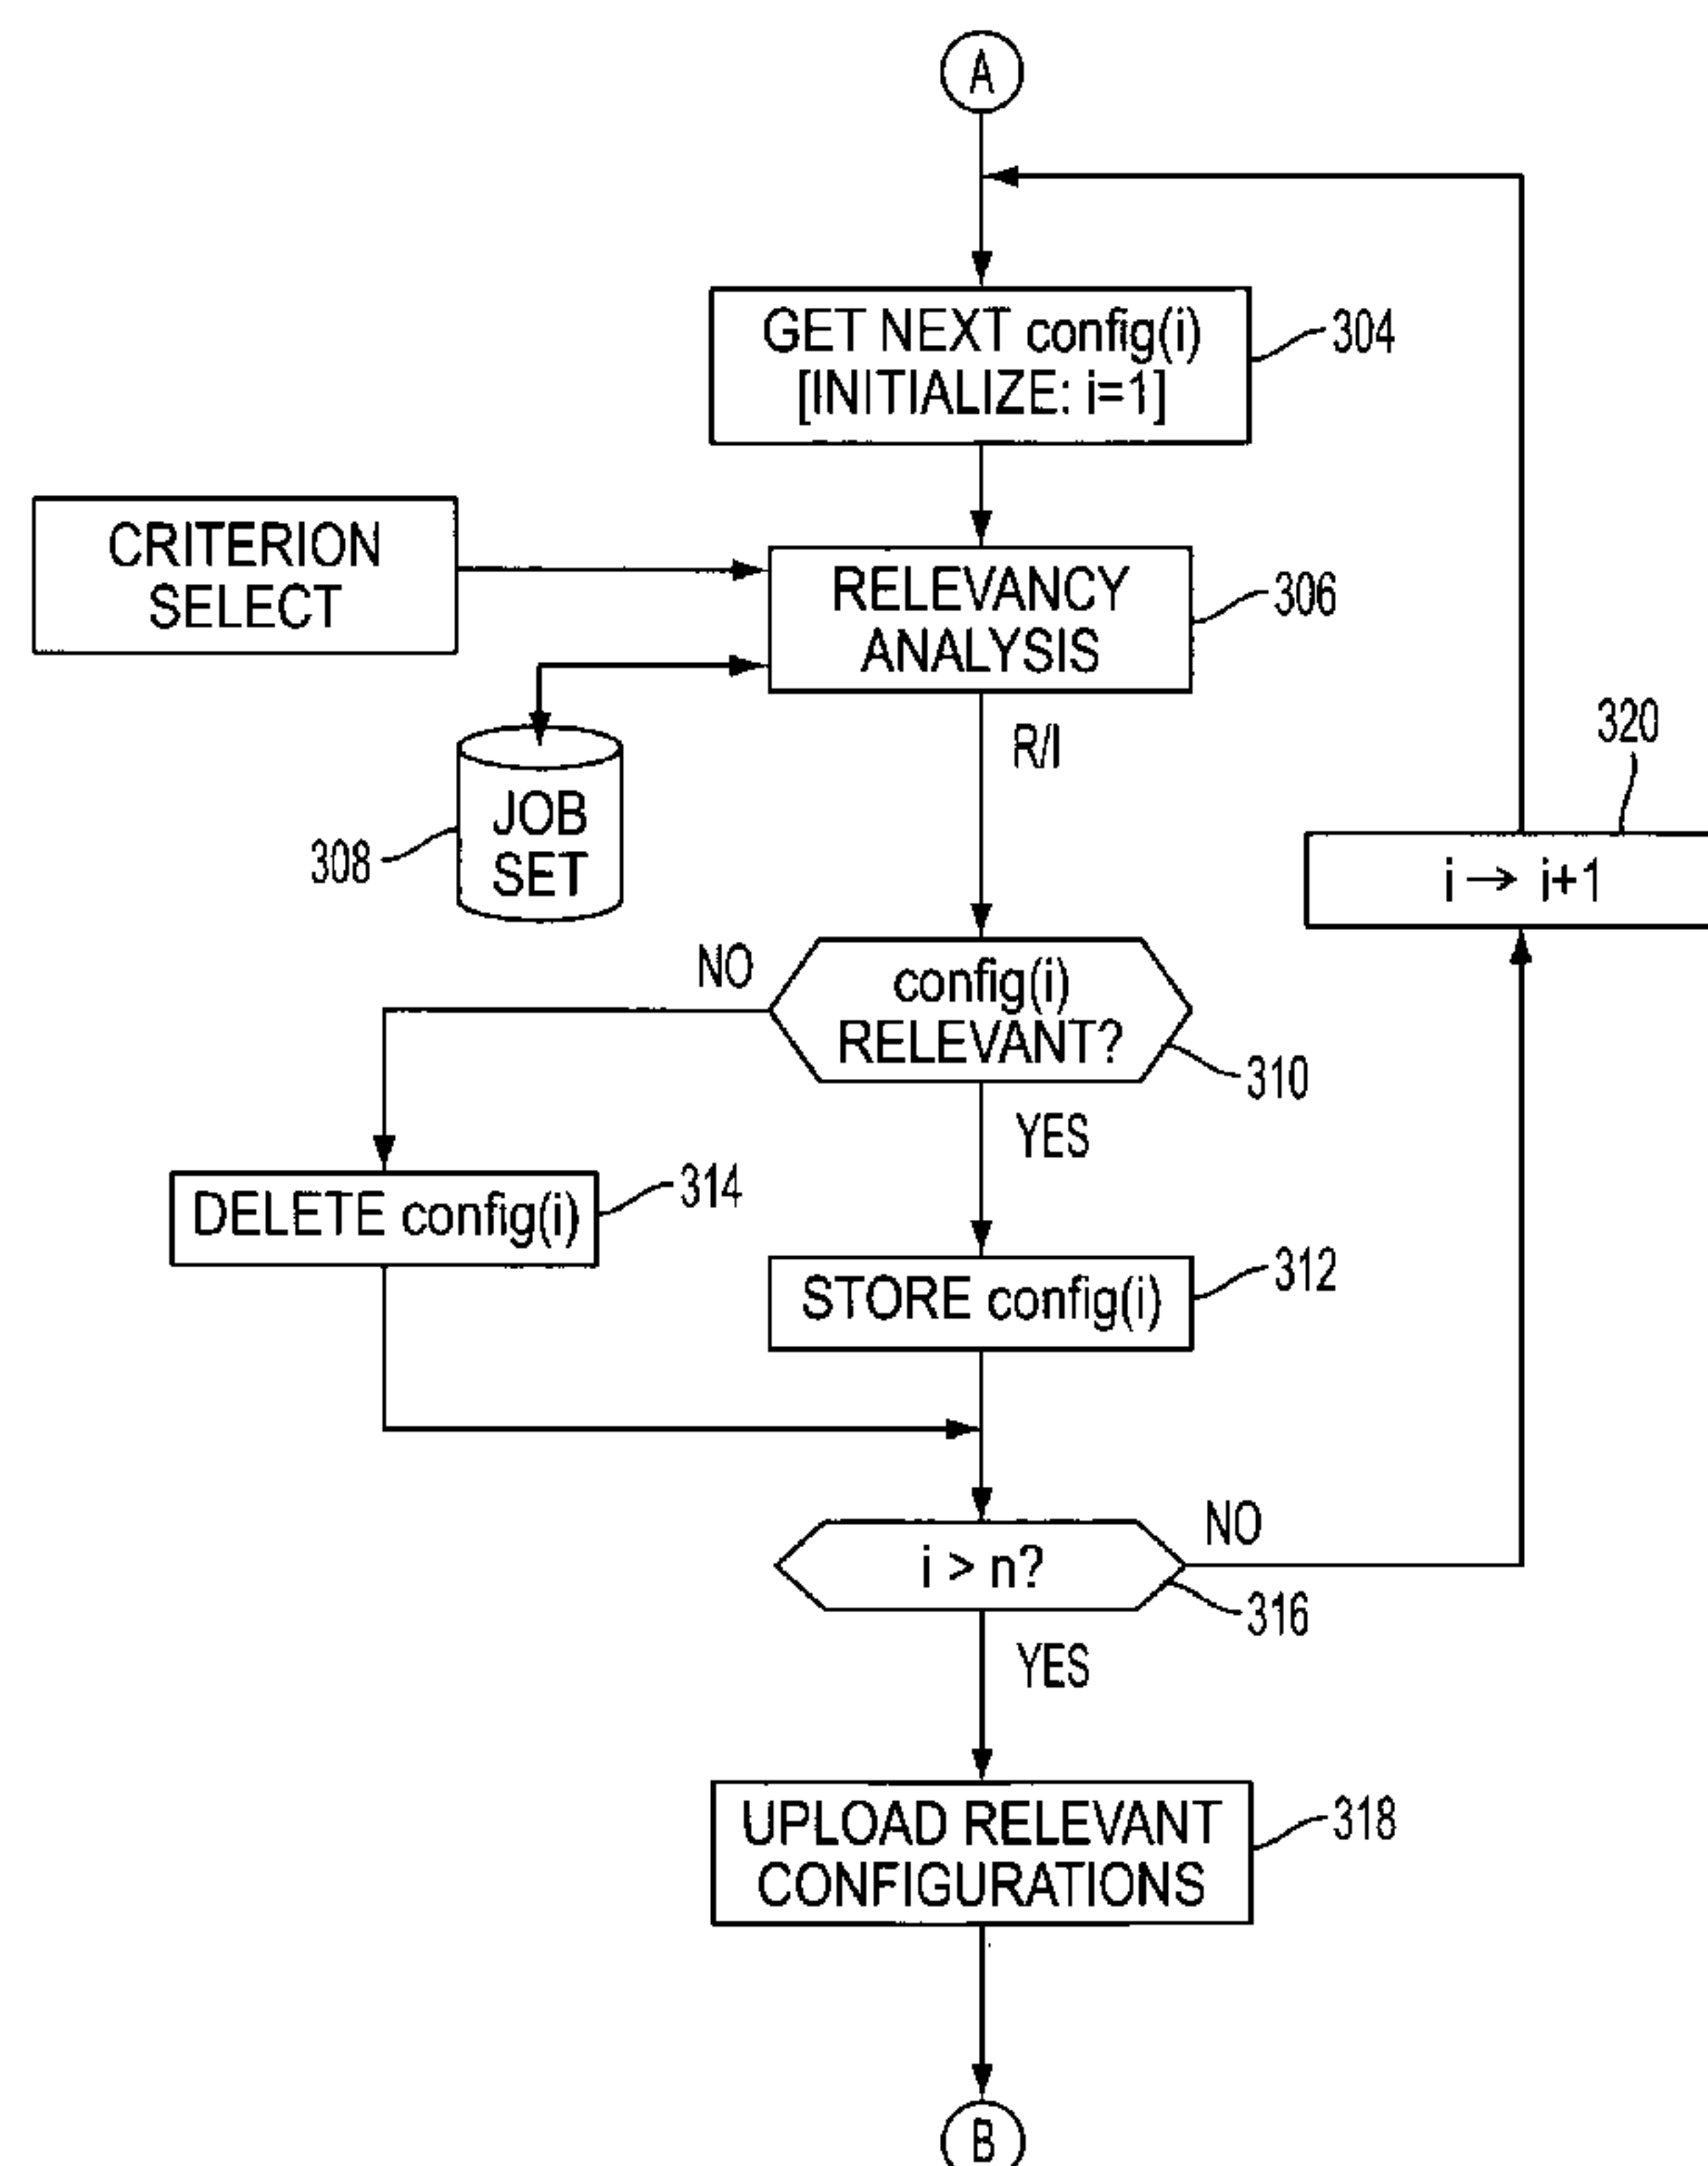 A
GET NEXT config(i)
[INITIALIZE: i=1]
304
CRITERION
SELECT
RELEVANCY
ANALYSIS
306
R/I
JOB
SET
308
320
i → i+1
NO
config(i)
RELEVANT?
310
YES
DELETE config(i)
314
STORE config(i)
312
i > n?
NO
316
YES
UPLOAD RELEVANT
CONFIGURATIONS
318
B